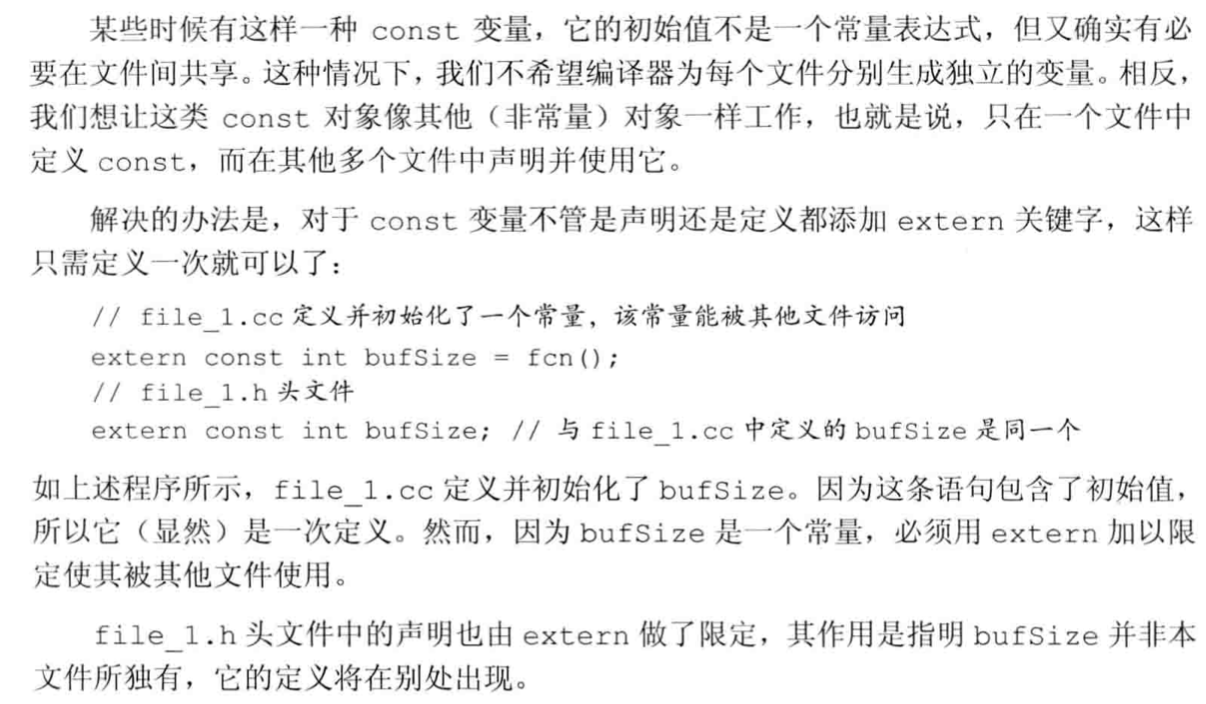 某些时候有这样一种 const 变量，它的初始值不是一个常量表达式，但又确实有必
要在文件间共享。这种情况下，我们不希望编译器为每个文件分别生成独立的变量。相反，
我们想让这类 const 对象像其他（非常量）对象一样工作，也就是说，只在一个文件中
定义 const，而在其他多个文件中声明并使用它。
解决的办法是，对于 const 变量不管是声明还是定义都添加 extern 关键字，这样
只需定义一次就可以了：
// file_1.cc 定义并初始化了一个常量，该常量能被其他文件访问
extern const int bufSize = fcn();
// file_1.h 头文件
extern const int bufSize; // 与 file_1.cc 中定义的 bufSize 是同一个
如上述程序所示，file_1.cc 定义并初始化了 bufSize。因为这条语句包含了初始值，
所以它（显然）是一次定义。然而，因为 bufSize 是一个常量，必须用 extern 加以限
定使其被其他文件使用。
file_1.h 头文件中的声明也由 extern 做了限定，其作用是指明 bufSize 并非本
文件所独有，它的定义将在别处出现。